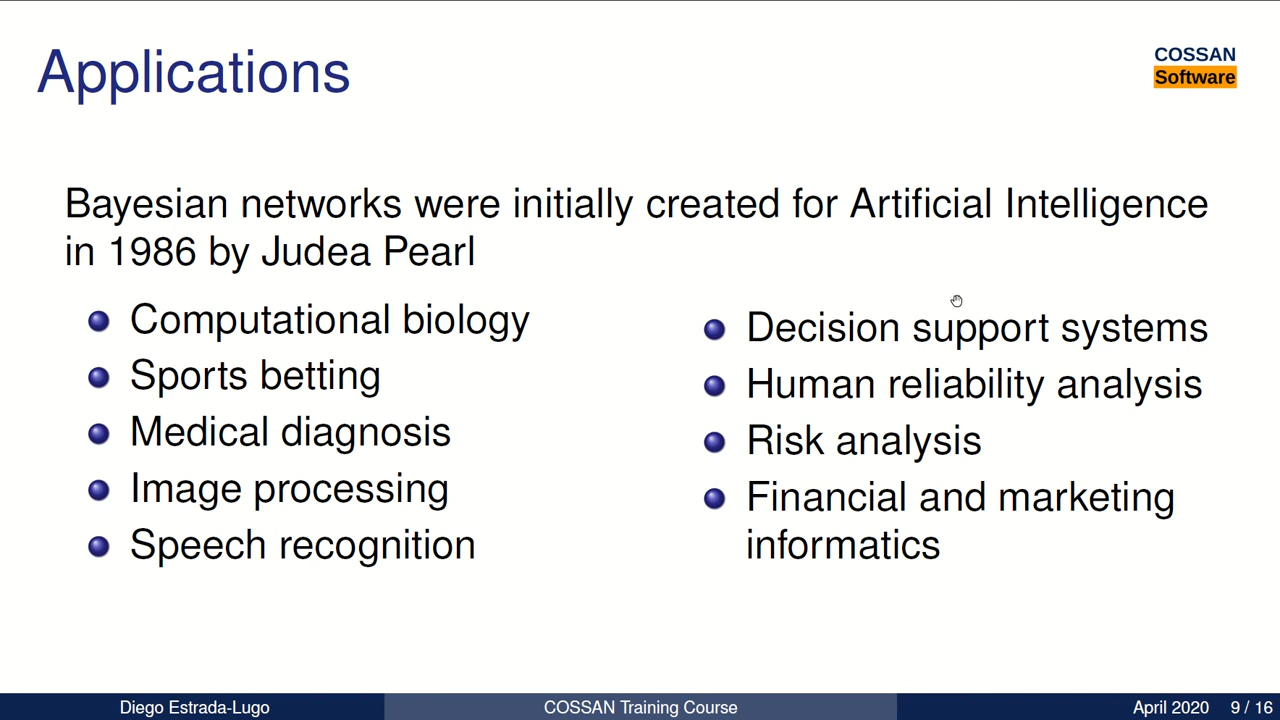 Applications
COSSAN
Software
Bayesian networks were initially created for Artificial Intelligence
in 1986 by Judea Pearl
Computational biology
Sports betting
Medical diagnosis
Image processing
Speech recognition
Decision support systems
Human reliability analysis
Risk analysis
Financial and marketing
informatics
Diego Estrada-Lugo
COSSAN Training Course
April 2020 9 / 16